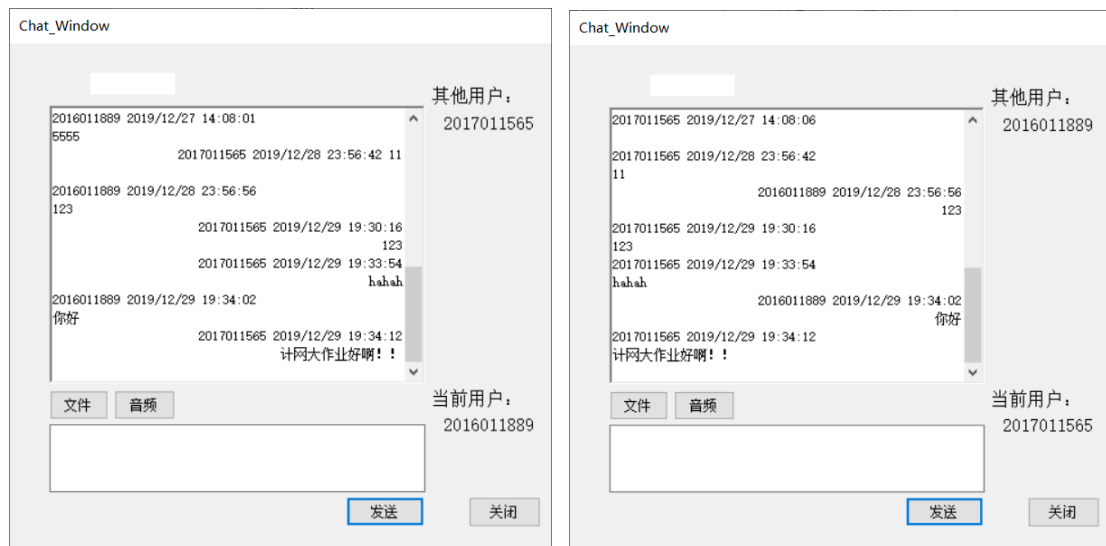 Chat_Window
其他用户：
2017011565
2016011889 2019/12/27 14:08:01
5555
2017011565 2019/12/28 23:56:42 11
2016011889 2019/12/28 23:56:56
123
2017011565 2019/12/29 19:30:16
123
2017011565 2019/12/29 19:33:54
hahah
2016011889 2019/12/29 19:34:02
你好
2017011565 2019/12/29 19:34:12
计网大作业好啊！！
文件
音频
当前用户：
2016011889
发送
关闭
Chat_Window
其他用户：
2016011889
2017011565 2019/12/27 14:08:06
2017011565 2019/12/28 23:56:42
11
2016011889 2019/12/28 23:56:56
123
2017011565 2019/12/29 19:30:16
123
2017011565 2019/12/29 19:33:54
hahah
2016011889 2019/12/29 19:34:02
你好
2017011565 2019/12/29 19:34:12
计网大作业好啊！！
文件
音频
当前用户：
2017011565
发送
关闭